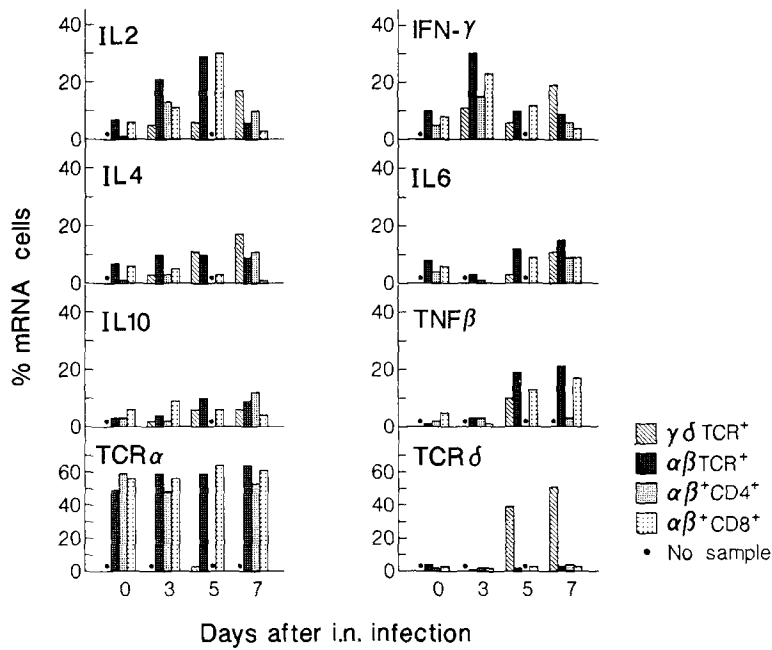 IL2
IFN-γ
40
20
0
40
20
0
IL4
IL6
40
20
0
40
20
0
IL10
TNFβ
40
20
0
40
20
0
TCRα
TCRδ
60
40
20
0
60
40
20
0
0 3 5 7
0 3 5 7
% mRNA cells
Days after i.n. infection
γδTCR+
αβTCR+
αβ+CD4+
αβ+CD8+
• No sample